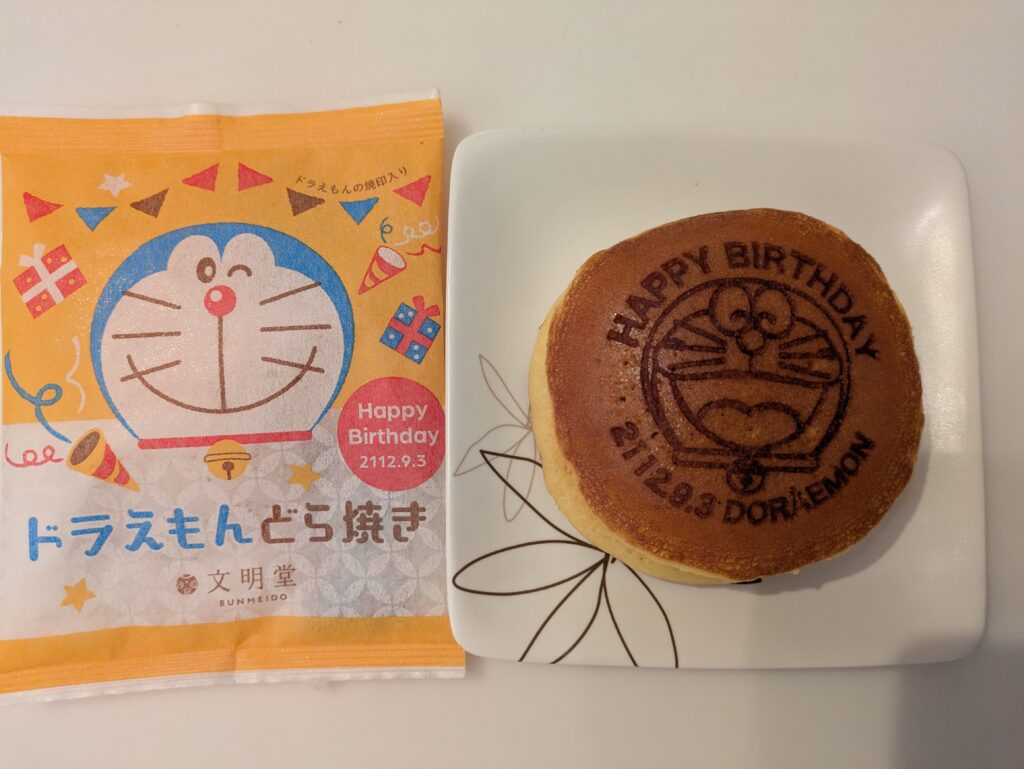 ドラえもんの焼印入り
Happy
Birthday
2112.9.3
ドラえもんどら焼き
文明堂
BUNMEIDO
HAPPY BIRTHDAY
2112.9.3 DORAEMON